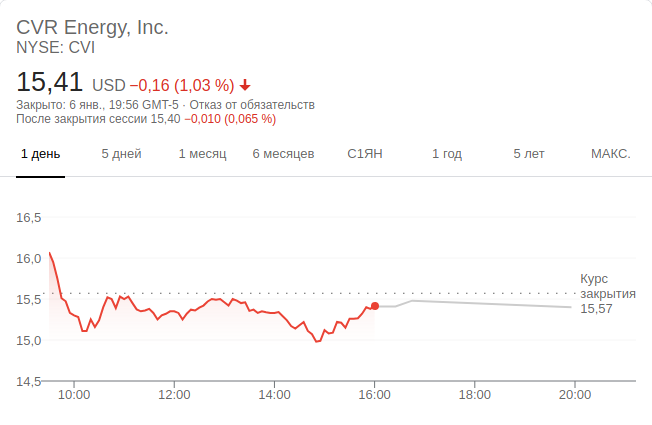 CVR Energy, Inc.
NYSE: CVI
15,41 USD −0,16 (1,03 %)
Закрыто: 6 янв., 19:56 GMT-5 · Отказ от обязательств
После закрытия сессии 15,40 −0,010 (0,065 %)
1 день 5 дней 1 месяц 6 месяцев С1ЯН 1 год 5 лет МАКС.
16,5
16,0
Курс
закрытия
15,5
15,57
15,0
14,5
10:00 12:00 14:00 16:00 18:00 20:00